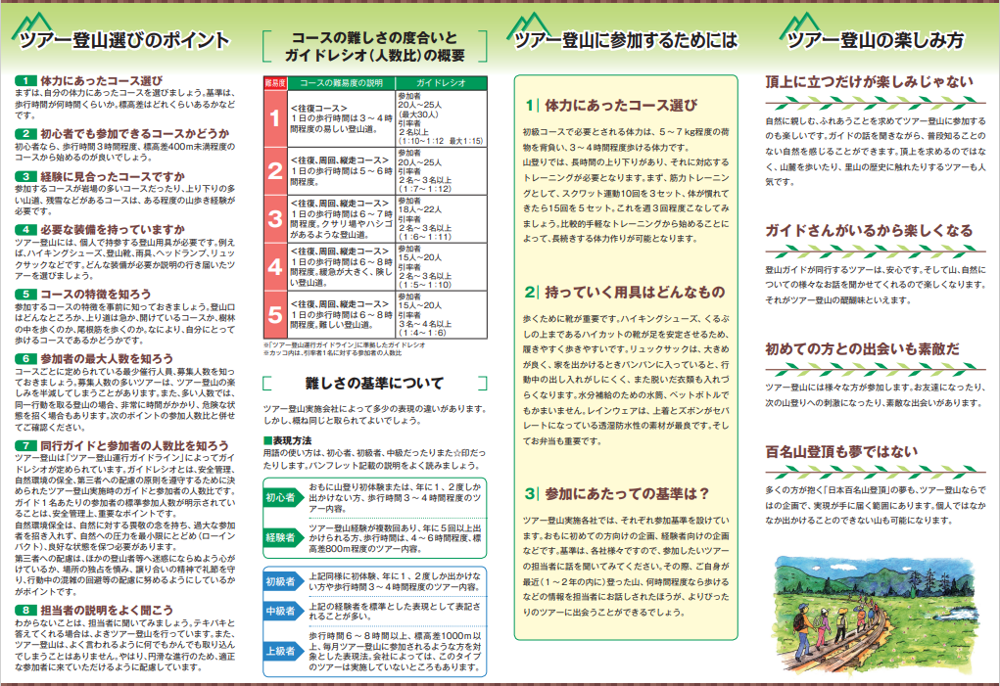 ツアー登山選びのポイント
1 体力にあったコース選び
まずは、自分の体力にあったコースを選びましょう。基準は、
歩行時間が何時間くらいか。標高差はどれくらいあるかなど
です。
2 初心者でも参加できるコースかどうか
初心者なら、歩行時間3時間程度、標高差400m未満程度の
コースから始めるのが良いでしょう。
3 経験に見合ったコースですか
参加するコースが岩場の多いコースだったり、上り下りの多
い山道、残雪などがあるコースは、ある程度の山歩き経験が
必要です。
4 必要な装備を持っていますか
ツアー登山には、個人で持参する登山用具が必要です。例え
ば、ハイキングシューズ、登山靴、雨具、ヘッドランプ、リュッ
クサックなどです。どんな装備が必要か説明の行き届いたツ
アーを選びましょう。
5 コースの特徴を知ろう
参加するコースの特徴を事前に知っておきましょう。登山口
はどんなところか、上り道は急か、開けているコースか、樹林
の中を歩くのか、尾根筋を歩くのか。なにより、自分にとって
歩けるコースであるかどうかです。
6 参加者の最大人数を知ろう
コースごとに定められている最少催行人員、募集人数を知っ
ておきましょう。募集人数の多いツアーは、ツアー登山の楽
しみを半減してしまうことがあります。また、多い人数では、
同一行動を取る登山の場合、非常に時間がかかり、危険な状
態を招く場合もあります。次のポイントの参加人数比と併せ
てご確認ください。
7 同行ガイドと参加者の人数比を知ろう
ツアー登山は「ツアー登山運行ガイドライン」によってガイ
ドレシオが定められています。ガイドレシオとは、安全管理、
自然環境の保全、第三者への配慮の原則を遵守するために決
められたツアー登山実施時のガイドと参加者の人数比です。
ガイド1名あたりの参加者の標準参加人数が明示されてい
ることは、安全管理上、重要なポイントです。
自然環境保全は、自然に対する畏敬の念を持ち、過大な参加
者を招き入れず、自然への圧力を最小限にとどめ（ローイン
パクト）、良好な状態を保つ必要があります。
第三者への配慮は、ほかの登山者等へ迷惑にならぬよう心が
けているか、場所の独占を慎み、譲り合いの精神で礼節を守
り、行動中の混雑の回避等の配慮に努めるようにしているか
がポイントです。
8 担当者の説明をよく聞こう
わからないことは、担当者に聞いてみましょう。テキパキと
答えてくれる場合は、よきツアー登山を行っています。また、
ツアー登山は、よく言われるように何でもかんでも取り込ん
でしまうことはありません。やはり、円滑な進行のため、適正
な参加者に来ていただけるように配慮しています。
コースの難しさの度合いと
ガイドレシオ（人数比）の概要
難易度 コースの難易度の説明 ガイドレシオ
1
＜往復コース＞
1日の歩行時間は3～4時
間程度の易しい登山道。
参加者
20人～25人
（最大30人）
引率者
2名以上
（1：10～1：12 最大1：15）
2
＜往復、周回、縦走コース＞
1日の歩行時間は5～6時
間程度。
参加者
20人～25人
引率者
2名～3名以上
（1：7～1：12）
3
＜往復、周回、縦走コース＞
1日の歩行時間は6～7時
間程度。クサリ場やハシゴ
があるような登山道。
参加者
18人～22人
引率者
2名～3名以上
（1：6～1：11）
4
＜往復、周回、縦走コース＞
1日の歩行時間は6～8時
間程度。緩急が大きく、険し
い登山道。
参加者
15人～20人
引率者
2名～3名以上
（1：5～1：10）
5
＜往復、周回、縦走コース＞
1日の歩行時間は6～8時
間程度。難しい登山道。
参加者
15人～20人
引率者
3名～4名以上
（1：4～1：6）
※「ツアー登山運行ガイドライン」に準拠したガイドレシオ
※カッコ内は、引率者1名に対する参加者の人数比
難しさの基準について
ツアー登山実施会社によって多少の表現の違いがあります。
しかし、概ね同じと取られてよいでしょう。
■表現方法
用語の使い方は、初心者、初級者、中級だったりまた☆印だっ
たりします。パンフレット記載の説明をよく読みましょう。
初心者
おもに山登り初体験または、年に1、2度しか
出かけない方、歩行時間3～4時間程度のツ
アー内容。
経験者
ツアー登山経験が複数回あり、年に5回以上出
かけられる方、歩行時間は、4～6時間程度、標
高差800m程度のツアー内容。
初級者
上記同様に初体験、年に1、2度しか出かけな
い方や歩行時間3～4時間程度のツアー内容。
中級者
上記の経験者を標準とした表現として表記さ
れることが多い。
上級者
歩行時間6～8時間以上、標高差1000m以
上、毎月ツアー登山に参加されるような方を対
象とした表現法。会社によっては、このタイプ
のツアーは実施していないところもあります。
ツアー登山に参加するためには
1 体力にあったコース選び
初級コースで必要とされる体力は、5～7kg程度の荷
物を背負い、3～4時間程度歩ける体力です。
山登りでは、長時間の上り下りがあり、それに対応する
トレーニングが必要となります。まず、筋力トレーニン
グとして、スクワット運動10回を3セット、体が慣れて
きたら15回を5セット。これを週3回程度こなしてみ
ましょう。比較的手軽なトレーニングから始めることに
よって、長続きする体力作りが可能となります。
2 持っていく用具はどんなもの
歩くために靴が重要です。ハイキングシューズ、くるぶ
しの上まであるハイカットの靴が足を安定させるため、
履きやすく歩きやすいです。リュックサックは、大きめ
が良く、家を出かけるときパンパンに入っていると、行
動中の出し入れがしにくく、また脱いだ衣類も入れづ
らくなります。水分補給のための水筒、ペットボトルで
もかまいません。レインウェアは、上着とズボンがセパ
レートになっている透湿防水性の素材が最良です。そし
てお弁当も重要です。
3 参加にあたっての基準は？
ツアー登山実施各社では、それぞれ参加基準を設けてい
ます。おもに初めての方向けの企画、経験者向けの企画
などです。基準は、各社様々ですので、参加したいツアー
の担当者に話を聞いてみてください。その際、ご自身が
最近（1～2年の内に）登った山、何時間程なら歩ける
などの情報を担当者にお話しされたほうが、よりぴった
りのツアーに出会うことができるでしょう。
ツアー登山の楽しみ方
頂上に立つだけが楽しみじゃない
自然に親しむ、ふれあうことを求めてツアー登山に参加する
のも楽しいです。ガイドの話を聞きながら、普段知ることの
ない自然を感じることができます。頂上を求めるのではな
く、山麓を歩いたり、里山の歴史に触れたりするツアーも人
気です。
ガイドさんがいるから楽しくなる
登山ガイドが同行するツアーは、安心です。そして山、自然に
ついての様々なお話を聞かせてくれるので楽しくなります。
それがツアー登山の醍醐味といえます。
初めての方との出会いも素敵だ
ツアー登山には様々な方が参加します。お友達になったり、
次の山登りへの刺激になったり、素敵な出会いがあります。
百名山登頂も夢ではない
多くの方が抱く「日本百名山登頂」の夢も、ツアー登山ならで
はの企画で、実現が手に届く範囲にあります。個人ではなか
なか出かけることのできない山も可能になります。